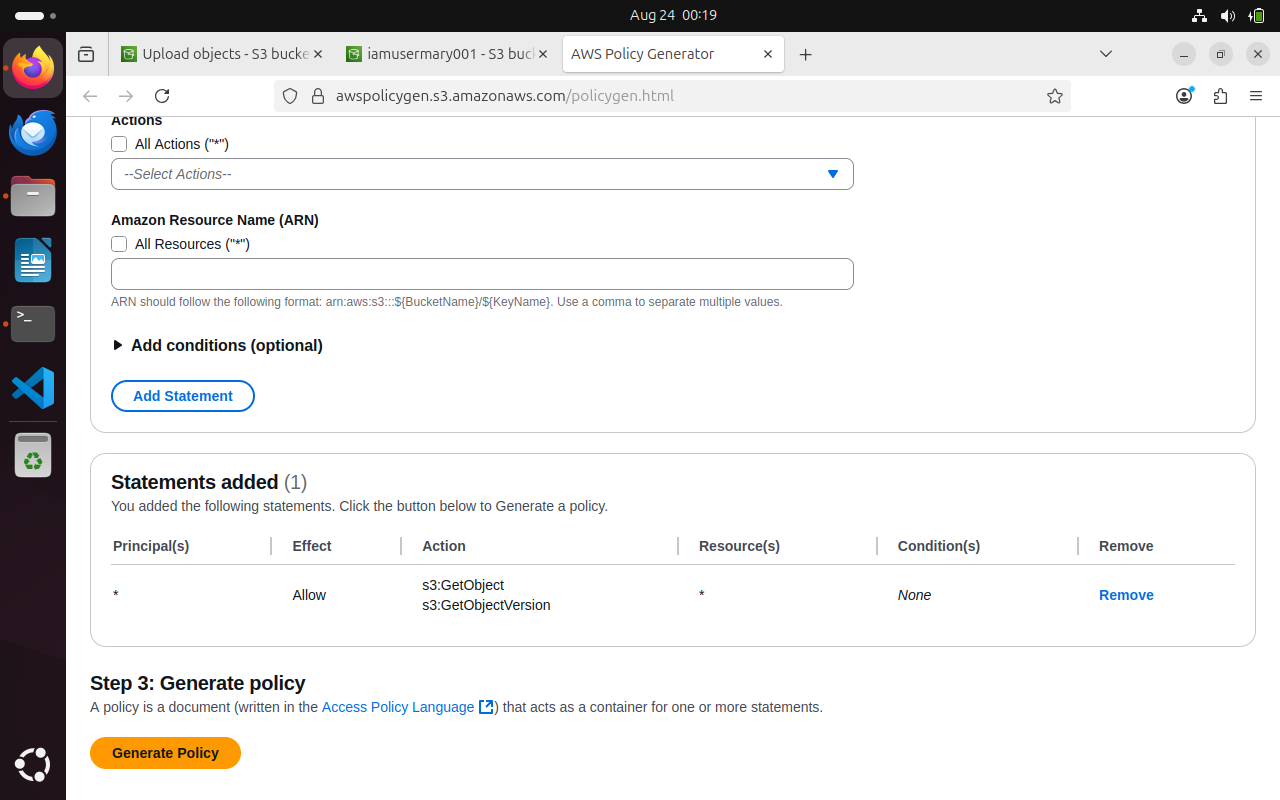 Aug 24 00:19
Upload objects - S3 bucke
iamusermary001 - S3 buc
AWS Policy Generator
awspolicygen.s3.amazonaws.com/policygen.html
Actions
All Actions ("*")
--Select Actions--
Amazon Resource Name (ARN)
All Resources ("*")
ARN should follow the following format: arn:aws:s3:::${BucketName}/${KeyName}. Use a comma to separate multiple values.
Add conditions (optional)
Add Statement
Statements added (1)
You added the following statements. Click the button below to Generate a policy.
Principal(s) Effect Action Resource(s) Condition(s) Remove
* Allow s3:GetObject * None Remove
s3:GetObjectVersion
Step 3: Generate policy
A policy is a document (written in the Access Policy Language ) that acts as a container for one or more statements.
Generate Policy